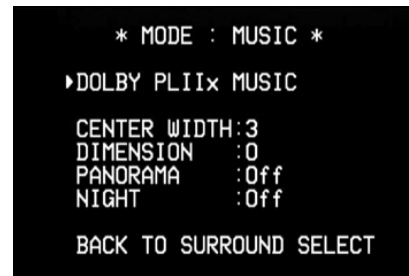 * MODE : MUSIC *
▸DOLBY PLIIx MUSIC
CENTER WIDTH:3
DIMENSION :0
PANORAMA :Off
NIGHT :Off
BACK TO SURROUND SELECT